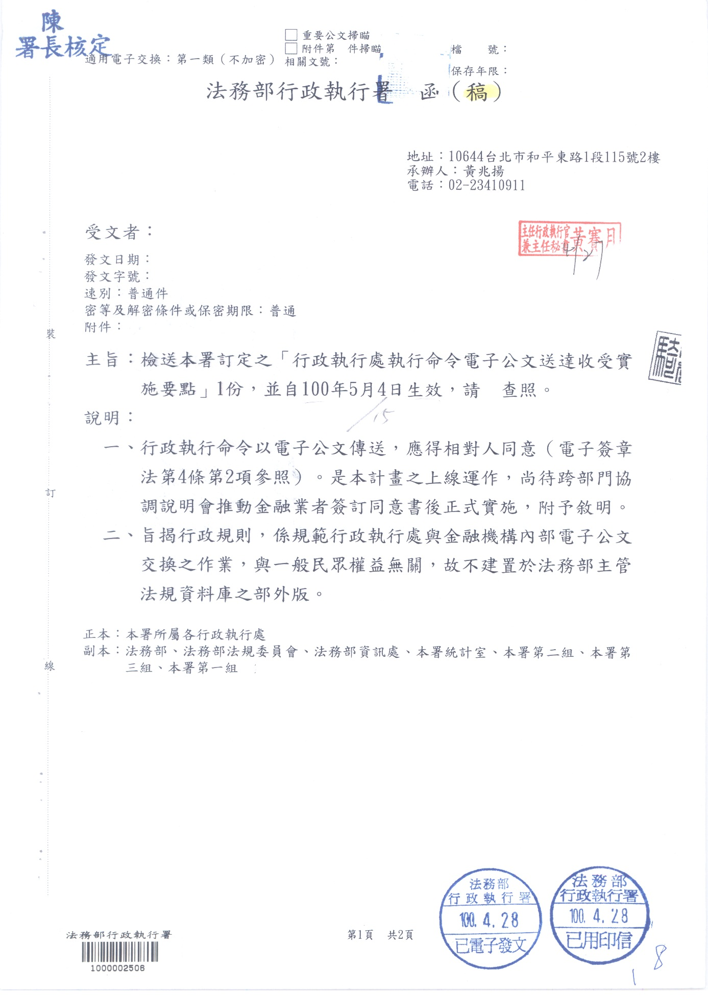 陳
署長核定
□ 重要公文掃瞄
□ 附件第　件掃瞄
適用電子交換：第一類（不加密）
相關文號：
檔　　號：
保存年限：
法務部行政執行署　函（稿）
地址：10644台北市和平東路1段115號2樓
承辦人：黃兆揚
電話：02-23410911
受文者：
主任行政執行官
兼主任秘書
黃賽月
4/27
發文日期：
發文字號：
速別：普通件
密等及解密條件或保密期限：普通
附件：
主旨：檢送本署訂定之「行政執行處執行命令電子公文送達收受實
施要點」1份，並自100年5月4日生效，請　查照。
/15
說明：
一、行政執行命令以電子公文傳送，應得相對人同意（電子簽章
法第4條第2項參照）。是本計畫之上線運作，尚待跨部門協
調說明會推動金融業者簽訂同意書後正式實施，附予敘明。
二、旨揭行政規則，係規範行政執行處與金融機構內部電子公文
交換之作業，與一般民眾權益無關，故不建置於法務部主管
法規資料庫之部外版。
正本：本署所屬各行政執行處
副本：法務部、法務部法規委員會、法務部資訊處、本署統計室、本署第二組、本署第
三組、本署第一組
裝
訂
線
法務部
行政執行署
100.4.28
已電子發文
法務部
行政執行署
100.4.28
已用印信
法務部行政執行署
1000002506
第1頁　共2頁
1
8